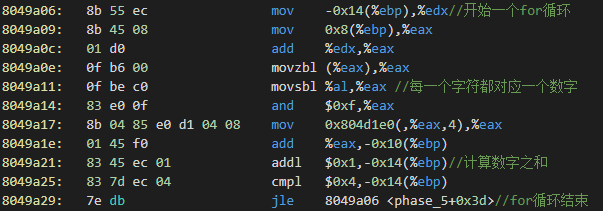 8049a06: 8b 55 ec mov -0x14(%ebp),%edx//开始一个for循环
8049a09: 8b 45 08 mov 0x8(%ebp),%eax
8049a0c: 01 d0 add %edx,%eax
8049a0e: 0f b6 00 movzbl (%eax),%eax
8049a11: 0f be c0 movsbl %al,%eax //每一个字符都对应一个数字
8049a14: 83 e0 0f and $0xf,%eax
8049a17: 8b 04 85 e0 d1 04 08 mov 0x804d1e0(,%eax,4),%eax
8049a1e: 01 45 f0 add %eax,-0x10(%ebp)
8049a21: 83 45 ec 01 addl $0x1,-0x14(%ebp)//计算数字之和
8049a25: 83 7d ec 04 cmpl $0x4,-0x14(%ebp)
8049a29: 7e db jle 8049a06 <phase_5+0x3d>//for循环结束